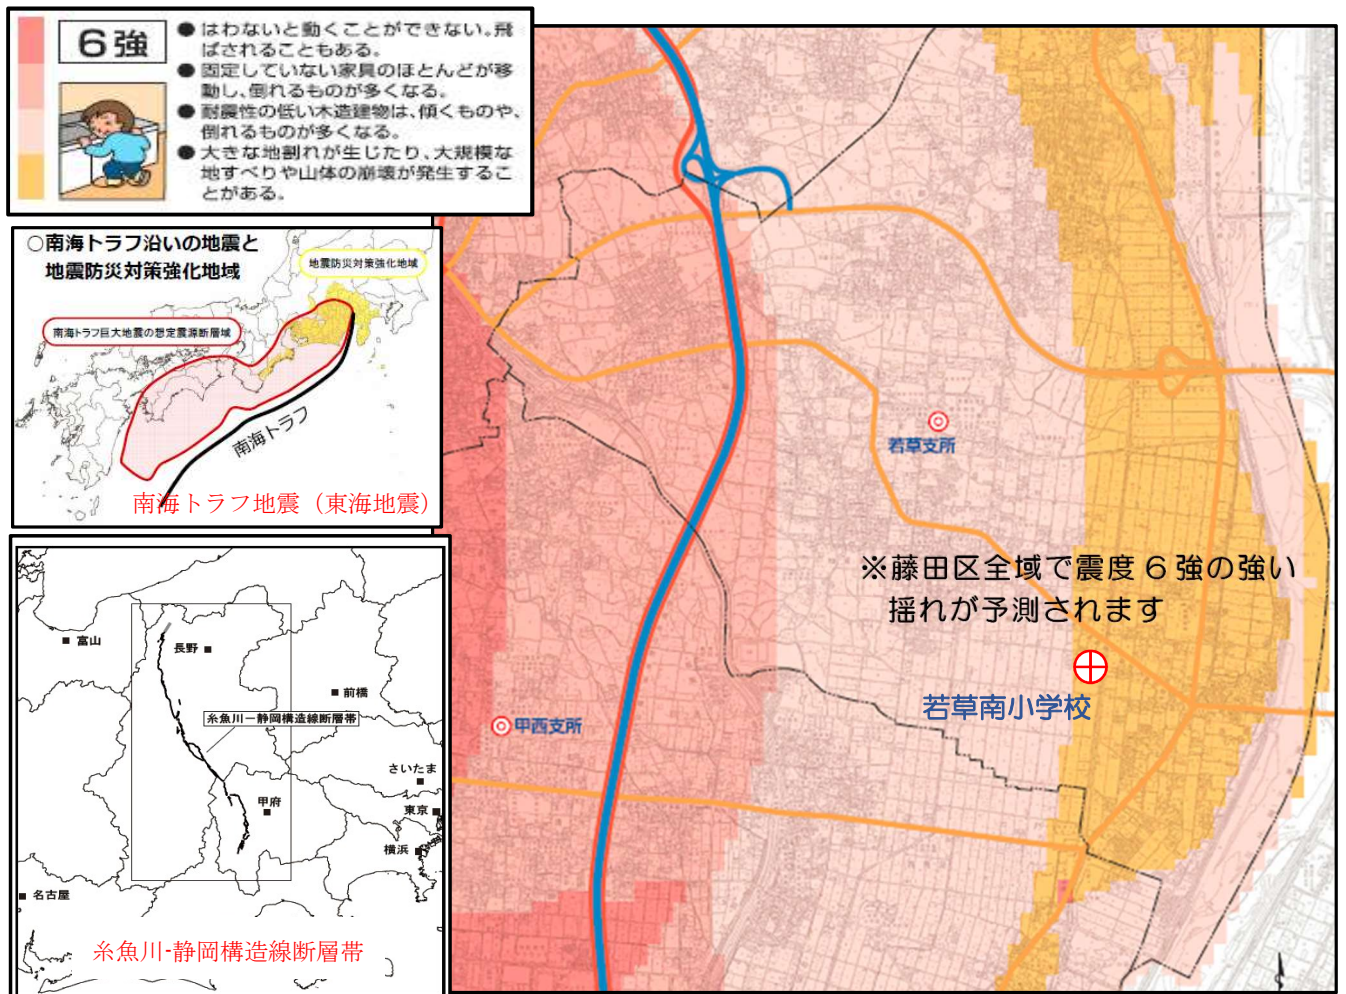 6強
● はわないと動くことができない。飛
ばされることもある。
● 固定していない家具のほとんどが移
動し、倒れるものが多くなる。
● 耐震性の低い木造建物は、傾くものや、
倒れるものが多くなる。
● 大きな地割れが生じたり、大規模な
地すべりや山体の崩壊が発生するこ
とがある。
○南海トラフ沿いの地震と
地震防災対策強化地域
地震防災対策強化地域
南海トラフ巨大地震の想定震源断層域
南海トラフ
南海トラフ地震（東海地震）
富山
長野
前橋
糸魚川－静岡構造線断層帯
さいたま
甲府
東京
横浜
名古屋
糸魚川-静岡構造線断層帯
若草支所
※藤田区全域で震度６強の強い
揺れが予測されます
若草南小学校
甲西支所